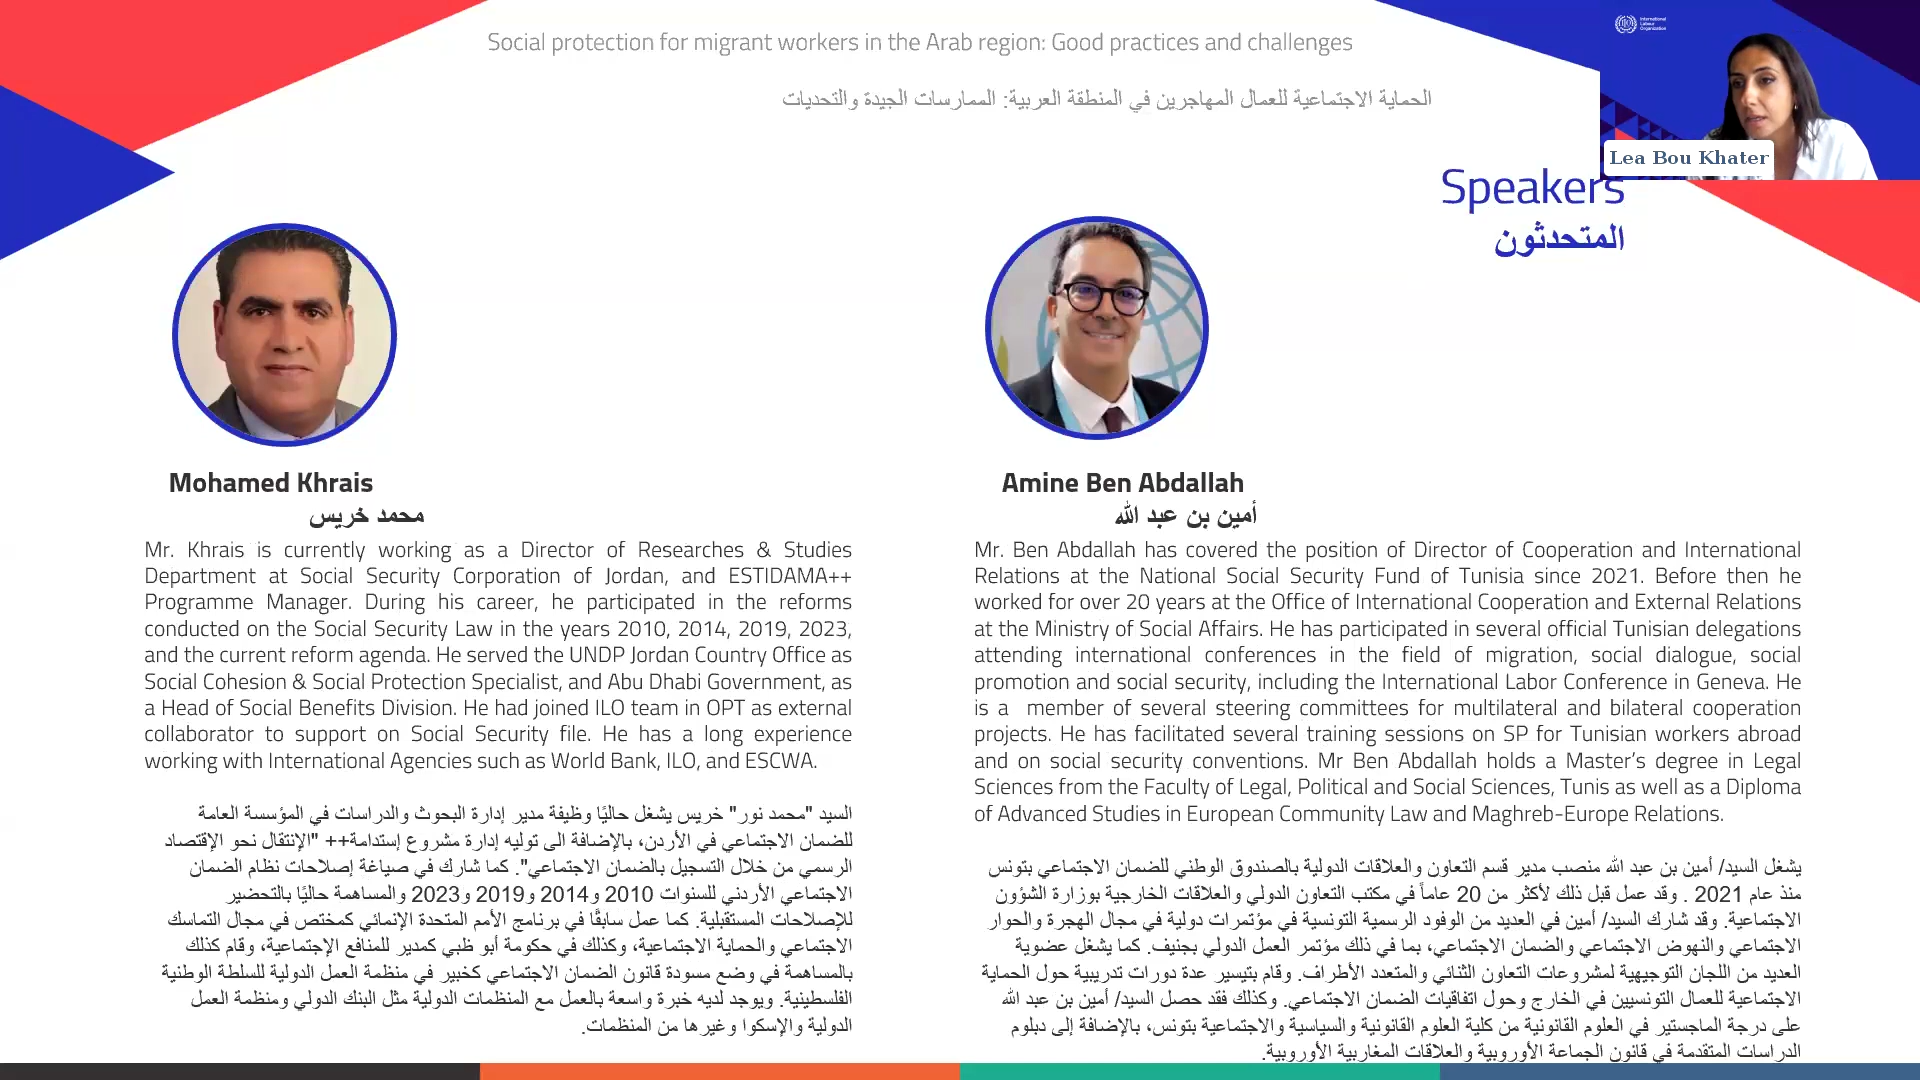 Social protection for migrant workers in the Arab region: Good practices and challenges
الحماية الاجتماعية للعمال المهاجرين في المنطقة العربية: الممارسات الجيدة والتحديات
International
Labour
Organization
Lea Bou Khater
Speakers
المتحدثون
Mohamed Khrais
محمد خريس
Mr. Khrais is currently working as a Director of Researches & Studies
Department at Social Security Corporation of Jordan, and ESTIDAMA++
Programme Manager. During his career, he participated in the reforms
conducted on the Social Security Law in the years 2010, 2014, 2019, 2023,
and the current reform agenda. He served the UNDP Jordan Country Office as
Social Cohesion & Social Protection Specialist, and Abu Dhabi Government, as
a Head of Social Benefits Division. He had joined ILO team in OPT as external
collaborator to support on Social Security file. He has a long experience
working with International Agencies such as World Bank, ILO, and ESCWA.
السيد "محمد نور" خريس يشغل حاليًا وظيفة مدير إدارة البحوث والدراسات في المؤسسة العامة
للضمان الاجتماعي في الأردن، بالإضافة الى توليه إدارة مشروع إستدامة++ "الإنتقال نحو الإقتصاد
الرسمي من خلال التسجيل بالضمان الاجتماعي". كما شارك في صياغة إصلاحات نظام الضمان
الاجتماعي الأردني للسنوات 2010 و2014 و2019 و2023 والمساهمة حاليًا بالتحضير
للإصلاحات المستقبلية. كما عمل سابقًا في برنامج الأمم المتحدة الإنمائي كمختص في مجال التماسك
الاجتماعي والحماية الاجتماعية، وكذلك في حكومة أبو ظبي كمدير للمنافع الإجتماعية، وقام كذلك
بالمساهمة في وضع مسودة قانون الضمان الاجتماعي كخبير في منظمة العمل الدولية للسلطة الوطنية
الفلسطينية. ويوجد لديه خبرة واسعة بالعمل مع المنظمات الدولية مثل البنك الدولي ومنظمة العمل
الدولية والإسكوا وغيرها من المنظمات.
Amine Ben Abdallah
أمين بن عبد الله
Mr. Ben Abdallah has covered the position of Director of Cooperation and International
Relations at the National Social Security Fund of Tunisia since 2021. Before then he
worked for over 20 years at the Office of International Cooperation and External Relations
at the Ministry of Social Affairs. He has participated in several official Tunisian delegations
attending international conferences in the field of migration, social dialogue, social
promotion and social security, including the International Labor Conference in Geneva. He
is a member of several steering committees for multilateral and bilateral cooperation
projects. He has facilitated several training sessions on SP for Tunisian workers abroad
and on social security conventions. Mr Ben Abdallah holds a Master’s degree in Legal
Sciences from the Faculty of Legal, Political and Social Sciences, Tunis as well as a Diploma
of Advanced Studies in European Community Law and Maghreb-Europe Relations.
يشغل السيد/ أمين بن عبد الله منصب مدير قسم التعاون والعلاقات الدولية بالصندوق الوطني للضمان الاجتماعي بتونس
منذ عام 2021 . وقد عمل قبل ذلك لأكثر من 20 عاماً في مكتب التعاون الدولي والعلاقات الخارجية بوزارة الشؤون
الاجتماعية. وقد شارك السيد/ أمين في العديد من الوفود الرسمية التونسية في مؤتمرات دولية في مجال الهجرة والحوار
الاجتماعي والنهوض الاجتماعي والضمان الاجتماعي، بما في ذلك مؤتمر العمل الدولي بجنيف. كما يشغل عضوية
العديد من اللجان التوجيهية لمشروعات التعاون الثنائي والمتعدد الأطراف. وقام بتيسير عدة دورات تدريبية حول الحماية
الاجتماعية للعمال التونسيين في الخارج وحول اتفاقيات الضمان الاجتماعي. وكذلك فقد حصل السيد/ أمين بن عبد الله
على درجة الماجستير في العلوم القانونية من كلية العلوم القانونية والسياسية والاجتماعية بتونس، بالإضافة إلى دبلوم
الدراسات المتقدمة في قانون الجماعة الأوروبية والعلاقات المغاربية الأوروبية.